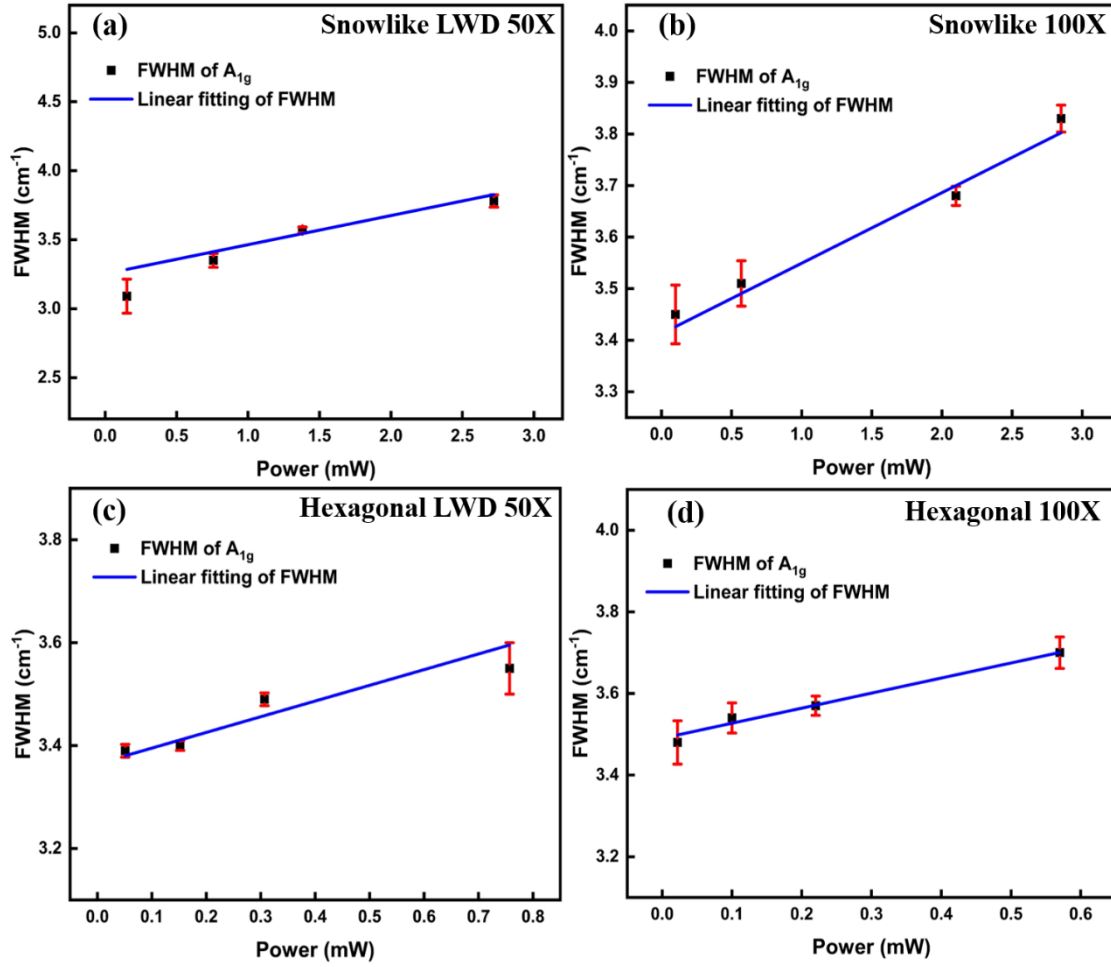 (a) Snowlike LWD 50X
FWHM of A1g
Linear fitting of FWHM
5.0
4.5
4.0
3.5
3.0
2.5
FWHM (cm-1)
0.0 0.5 1.0 1.5 2.0 2.5 3.0
Power (mW)
(b) Snowlike 100X
FWHM of A1g
Linear fitting of FWHM
4.0
3.9
3.8
3.7
3.6
3.5
3.4
3.3
FWHM (cm-1)
0.0 0.5 1.0 1.5 2.0 2.5 3.0
Power (mW)
(c) Hexagonal LWD 50X
FWHM of A1g
Linear fitting of FWHM
3.8
3.6
3.4
3.2
FWHM (cm-1)
0.0 0.1 0.2 0.3 0.4 0.5 0.6 0.7 0.8
Power (mW)
(d) Hexagonal 100X
FWHM of A1g
Linear fitting of FWHM
4.0
3.8
3.6
3.4
3.2
FWHM (cm-1)
0.0 0.1 0.2 0.3 0.4 0.5 0.6
Power (mW)